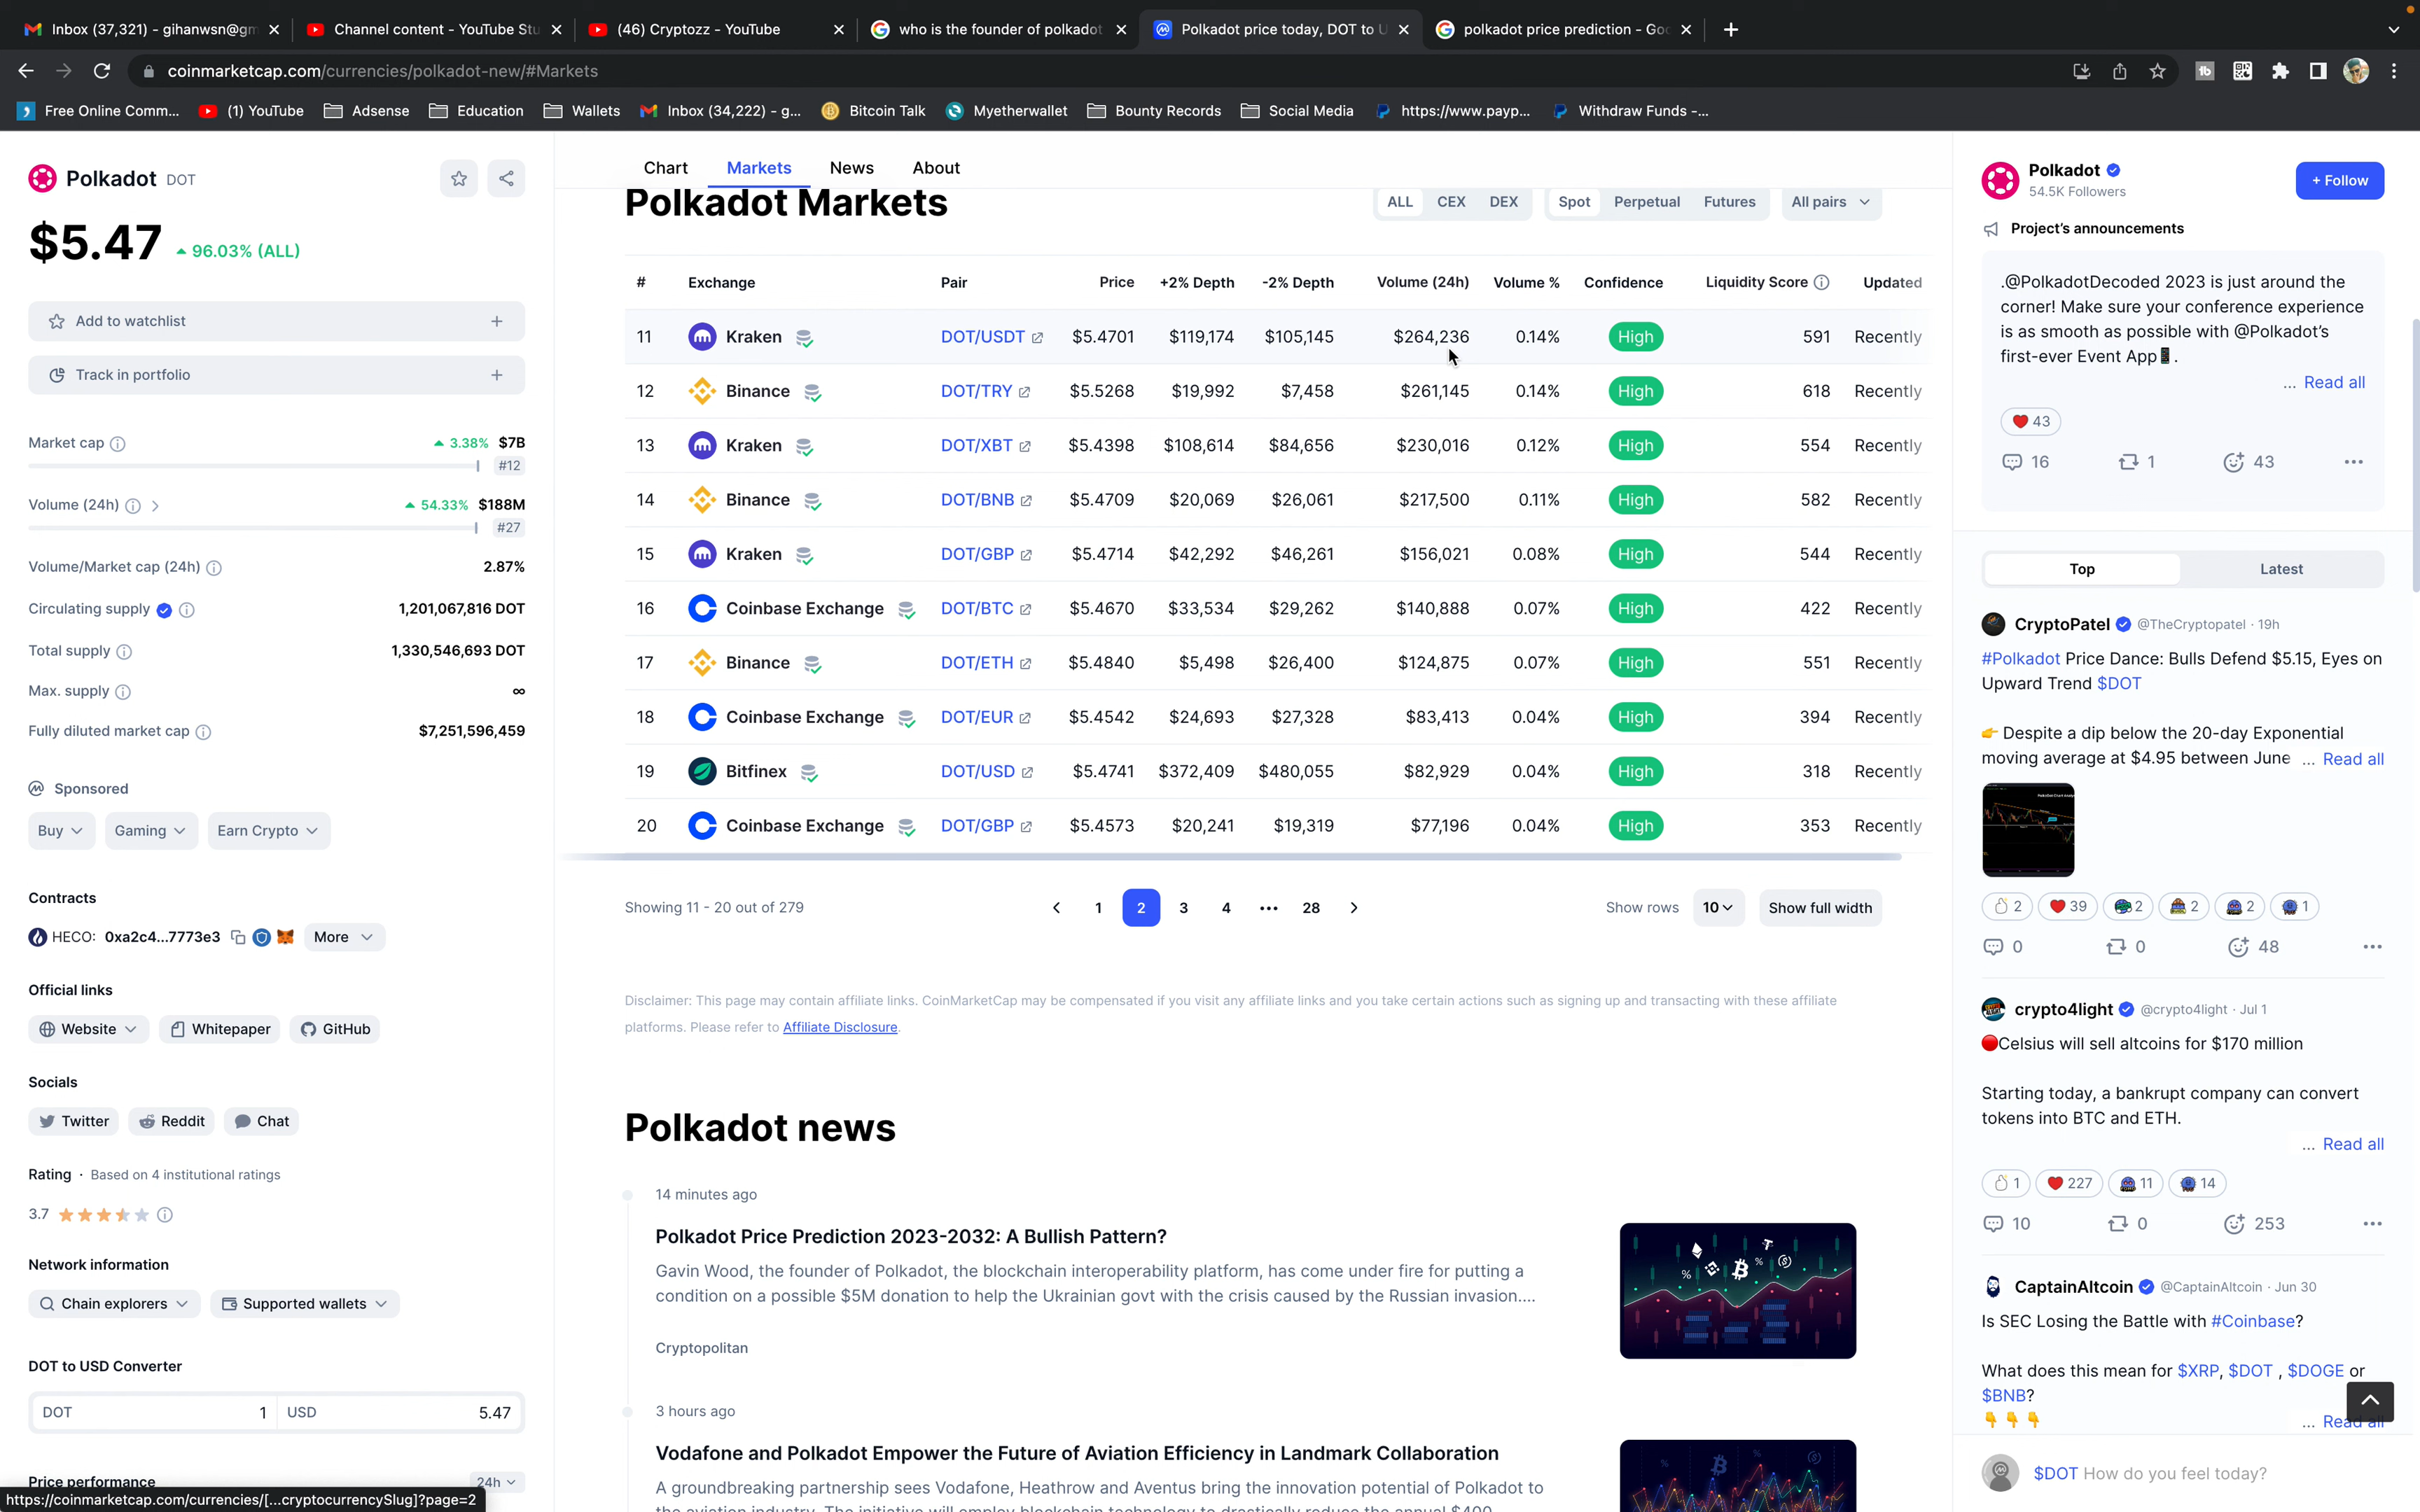 Inbox (37,321) - gihanwsn@gm
Channel content - YouTube Stu
(46) Cryptozz - YouTube
who is the founder of polkadot
Polkadot price today, DOT to U
polkadot price prediction - Goo
coinmarketcap.com/currencies/polkadot-new/#Markets
Free Online Comm...
(1) YouTube
Adsense
Education
Wallets
Inbox (34,222) - g...
Bitcoin Talk
Myetherwallet
Bounty Records
Social Media
https://www.payp...
Withdraw Funds -...
Polkadot DOT
$5.47 96.03% (ALL)
Add to watchlist +
Track in portfolio +
Market cap 3.38% $7B
#12
Volume (24h) 54.33% $188M
#27
Volume/Market cap (24h) 2.87%
Circulating supply 1,201,067,816 DOT
Total supply 1,330,546,693 DOT
Max. supply ∞
Fully diluted market cap $7,251,596,459
Sponsored
Buy Gaming Earn Crypto
Contracts
HECO: 0xa2c4...7773e3 More
Official links
Website Whitepaper GitHub
Socials
Twitter Reddit Chat
Rating · Based on 4 institutional ratings
3.7
Network information
Chain explorers Supported wallets
DOT to USD Converter
DOT 1 USD 5.47
Price performance 24h
https://coinmarketcap.com/currencies/[...cryptocurrencySlug]?page=2
Chart Markets News About
Polkadot Markets
ALL CEX DEX Spot Perpetual Futures All pairs
# Exchange Pair Price +2% Depth -2% Depth Volume (24h) Volume % Confidence Liquidity Score Updated
11 Kraken DOT/USDT $5.4701 $119,174 $105,145 $264,236 0.14% High 591 Recently
12 Binance DOT/TRY $5.5268 $19,992 $7,458 $261,145 0.14% High 618 Recently
13 Kraken DOT/XBT $5.4398 $108,614 $84,656 $230,016 0.12% High 554 Recently
14 Binance DOT/BNB $5.4709 $20,069 $26,061 $217,500 0.11% High 582 Recently
15 Kraken DOT/GBP $5.4714 $42,292 $46,261 $156,021 0.08% High 544 Recently
16 Coinbase Exchange DOT/BTC $5.4670 $33,534 $29,262 $140,888 0.07% High 422 Recently
17 Binance DOT/ETH $5.4840 $5,498 $26,400 $124,875 0.07% High 551 Recently
18 Coinbase Exchange DOT/EUR $5.4542 $24,693 $27,328 $83,413 0.04% High 394 Recently
19 Bitfinex DOT/USD $5.4741 $372,409 $480,055 $82,929 0.04% High 318 Recently
20 Coinbase Exchange DOT/GBP $5.4573 $20,241 $19,319 $77,196 0.04% High 353 Recently
Showing 11 - 20 out of 279
1 2 3 4 ... 28
Show rows 10 Show full width
Disclaimer: This page may contain affiliate links. CoinMarketCap may be compensated if you visit any affiliate links and you take certain actions such as signing up and transacting with these affiliate
platforms. Please refer to Affiliate Disclosure.
Polkadot news
14 minutes ago
Polkadot Price Prediction 2023-2032: A Bullish Pattern?
Gavin Wood, the founder of Polkadot, the blockchain interoperability platform, has come under fire for putting a
condition on a possible $5M donation to help the Ukrainian govt with the crisis caused by the Russian invasion....
Cryptopolitan
3 hours ago
Vodafone and Polkadot Empower the Future of Aviation Efficiency in Landmark Collaboration
A groundbreaking partnership sees Vodafone, Heathrow and Aventus bring the innovation potential of Polkadot to
the aviation industry. The initiative will employ blockchain technology to drastically reduce the annual $400
Polkadot
54.5K Followers
+ Follow
Project's announcements
.@PolkadotDecoded 2023 is just around the
corner! Make sure your conference experience
is as smooth as possible with @Polkadot's
first-ever Event App📱.
... Read all
❤️ 43
16 1 43
Top Latest
CryptoPatel @TheCryptopatel · 19h
#Polkadot Price Dance: Bulls Defend $5.15, Eyes on
Upward Trend $DOT
👉 Despite a dip below the 20-day Exponential
moving average at $4.95 between June ... Read all
2 39 2 2 2 1
0 0 48
crypto4light @crypto4light · Jul 1
🔴Celsius will sell altcoins for $170 million
Starting today, a bankrupt company can convert
tokens into BTC and ETH.
... Read all
1 227 11 14
10 0 253
CaptainAltcoin @CaptainAltcoin · Jun 30
Is SEC Losing the Battle with #Coinbase?
What does this mean for $XRP, $DOT , $DOGE or
$BNB?
👇👇👇 ... Read all
$DOT How do you feel today?